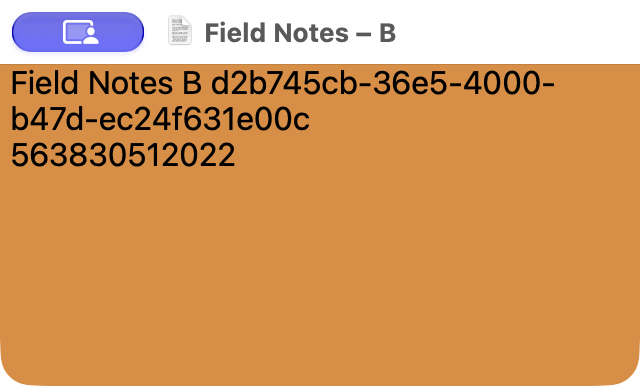 Field Notes – B
Field Notes B d2b745cb-36e5-4000-
b47d-ec24f631e00c
563830512022